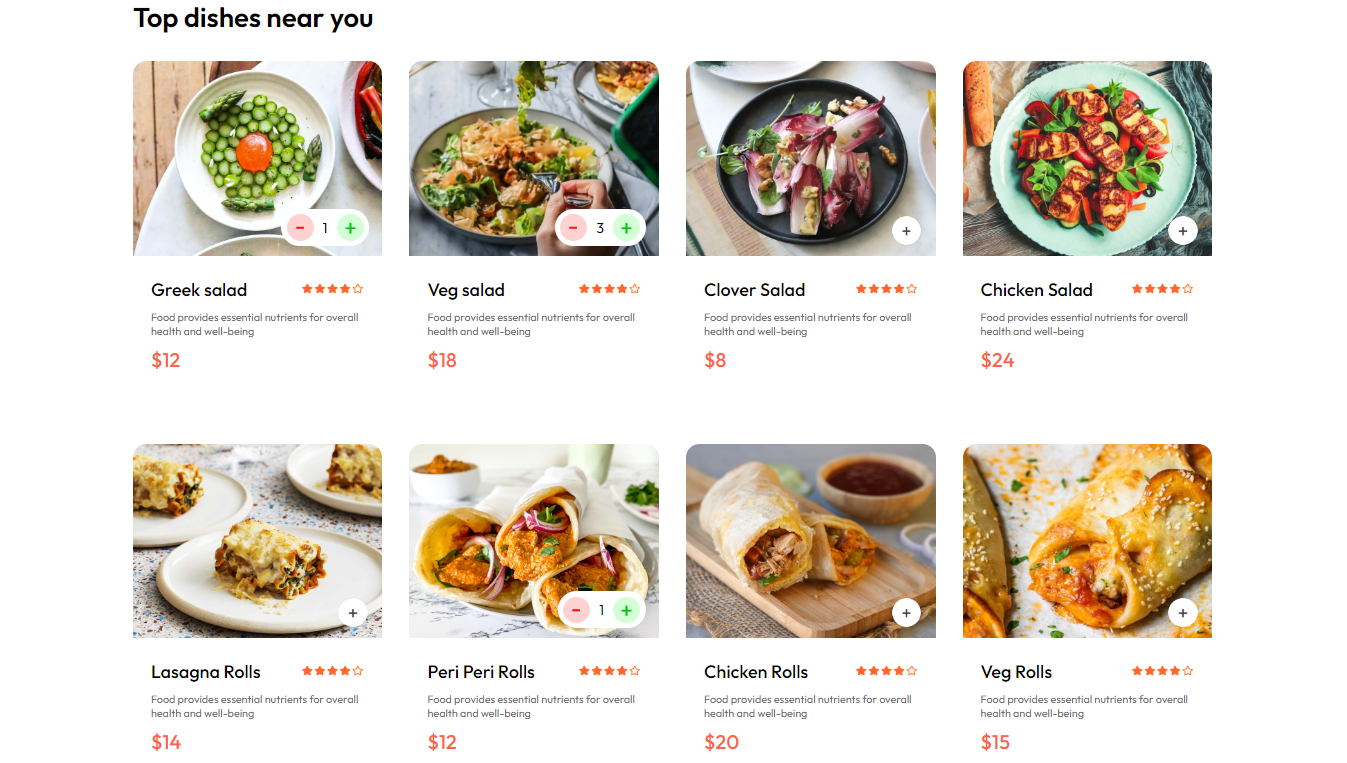 Top dishes near you
- 1 +
- 3 +
+
+
Greek salad
Food provides essential nutrients for overall
health and well-being
$12
Veg salad
Food provides essential nutrients for overall
health and well-being
$18
Clover Salad
Food provides essential nutrients for overall
health and well-being
$8
Chicken Salad
Food provides essential nutrients for overall
health and well-being
$24
+
- 1 +
+
+
Lasagna Rolls
Food provides essential nutrients for overall
health and well-being
$14
Peri Peri Rolls
Food provides essential nutrients for overall
health and well-being
$12
Chicken Rolls
Food provides essential nutrients for overall
health and well-being
$20
Veg Rolls
Food provides essential nutrients for overall
health and well-being
$15